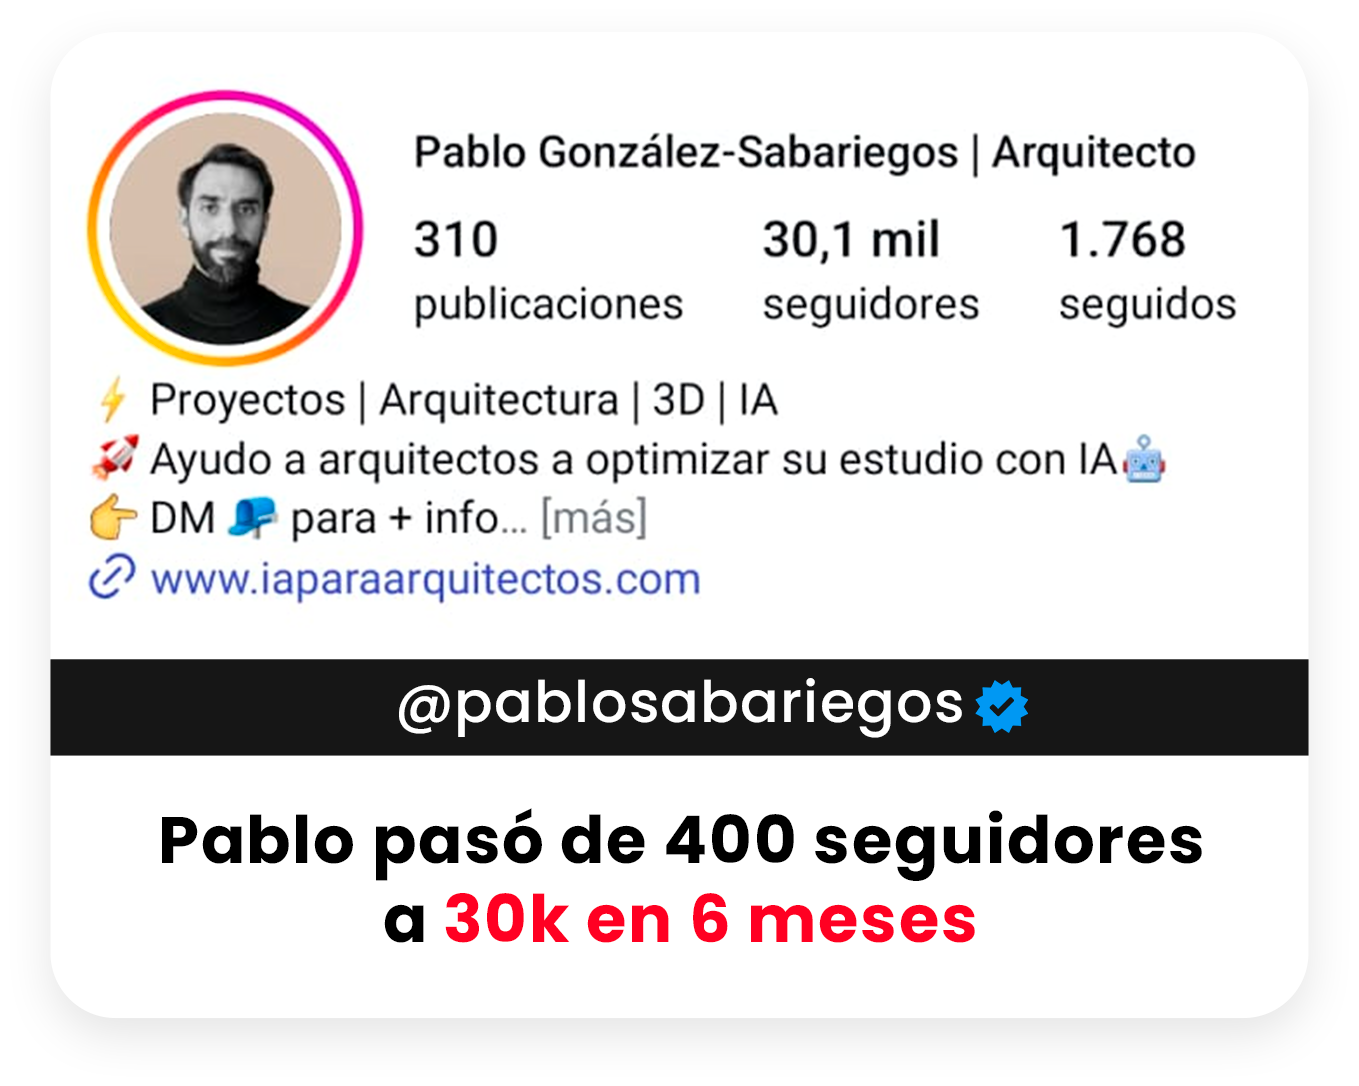 Pablo González-Sabariegos | Arquitecto
310 30,1 mil 1.768
publicaciones seguidores seguidos
⚡ Proyectos | Arquitectura | 3D | IA
🚀 Ayudo a arquitectos a optimizar su estudio con IA🤖
👉 DM 📪 para + info... [más]
www.iaparaarquitectos.com
@pablosabariegos
Pablo pasó de 400 seguidores
a 30k en 6 meses